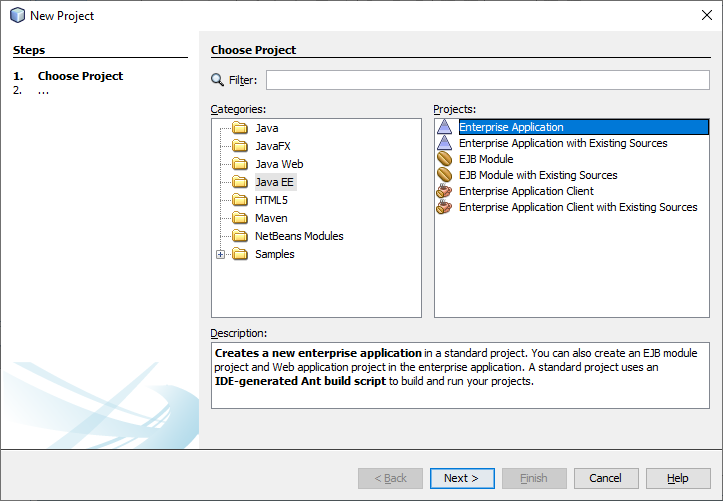 New Project
Steps
1. Choose Project
2. ...
Choose Project
Filter:
Categories:
Java
JavaFX
Java Web
Java EE
HTML5
Maven
NetBeans Modules
Samples
Projects:
Enterprise Application
Enterprise Application with Existing Sources
EJB Module
EJB Module with Existing Sources
Enterprise Application Client
Enterprise Application Client with Existing Sources
Description:
Creates a new enterprise application in a standard project. You can also create an EJB module
project and Web application project in the enterprise application. A standard project uses an
IDE-generated Ant build script to build and run your projects.
< Back
Next >
Finish
Cancel
Help